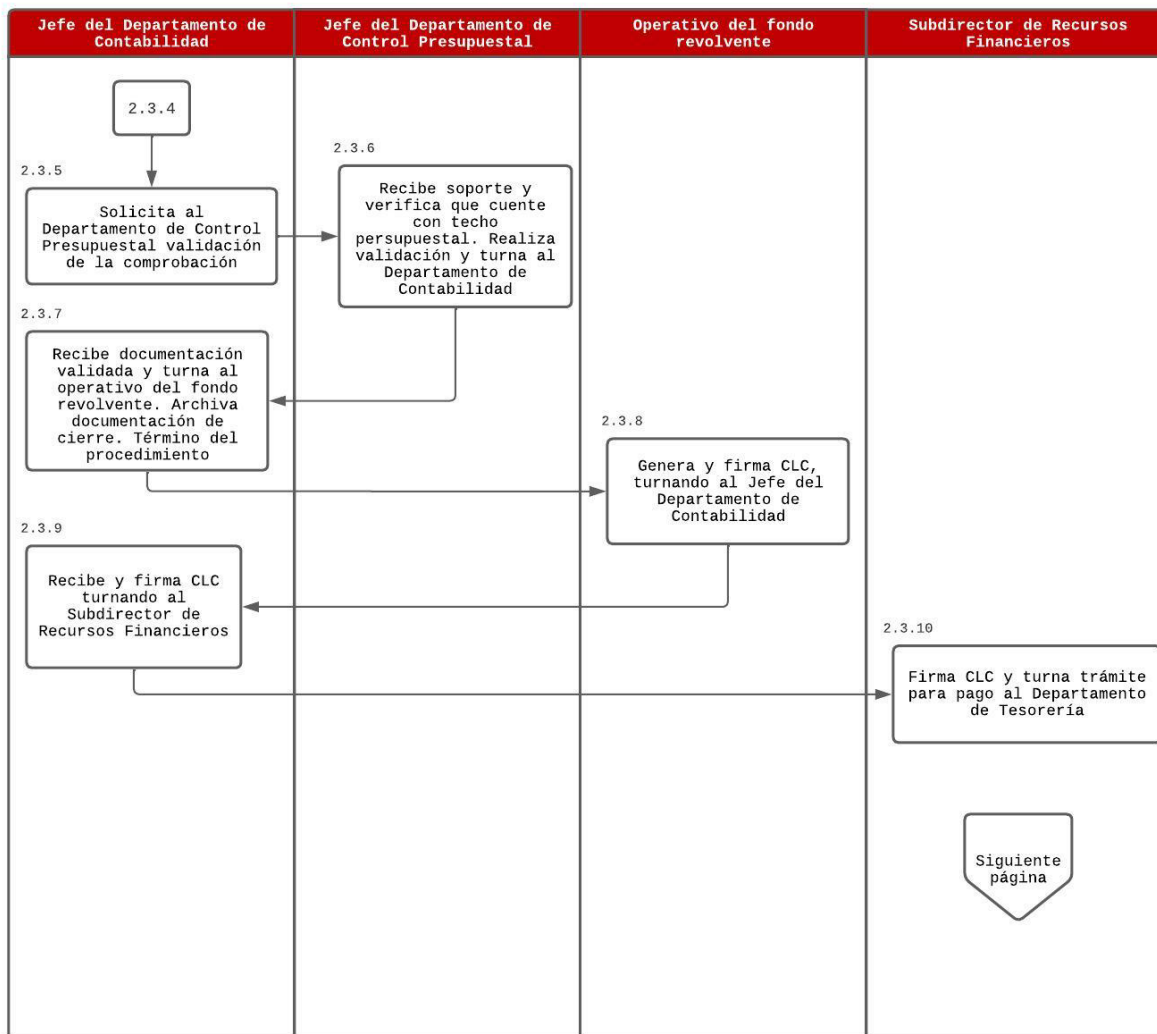 Jefe del Departamento de
Contabilidad
Jefe del Departamento de
Control Presupuestal
Operativo del fondo
revolvente
Subdirector de Recursos
Financieros
2.3.4
2.3.5
Solicita al
Departamento de Control
Presupuestal validación
de la comprobación
2.3.6
Recibe soporte y
verifica que cuente
con techo
persupuestal. Realiza
validación y turna al
Departamento de
Contabilidad
2.3.7
Recibe documentación
validada y turna al
operativo del fondo
revolvente. Archiva
documentación de
cierre. Término del
procedimiento
2.3.8
Genera y firma CLC,
turnando al Jefe del
Departamento de
Contabilidad
2.3.9
Recibe y firma CLC
turnando al
Subdirector de
Recursos Financieros
2.3.10
Firma CLC y turna trámite
para pago al Departamento
de Tesorería
Siguiente
página